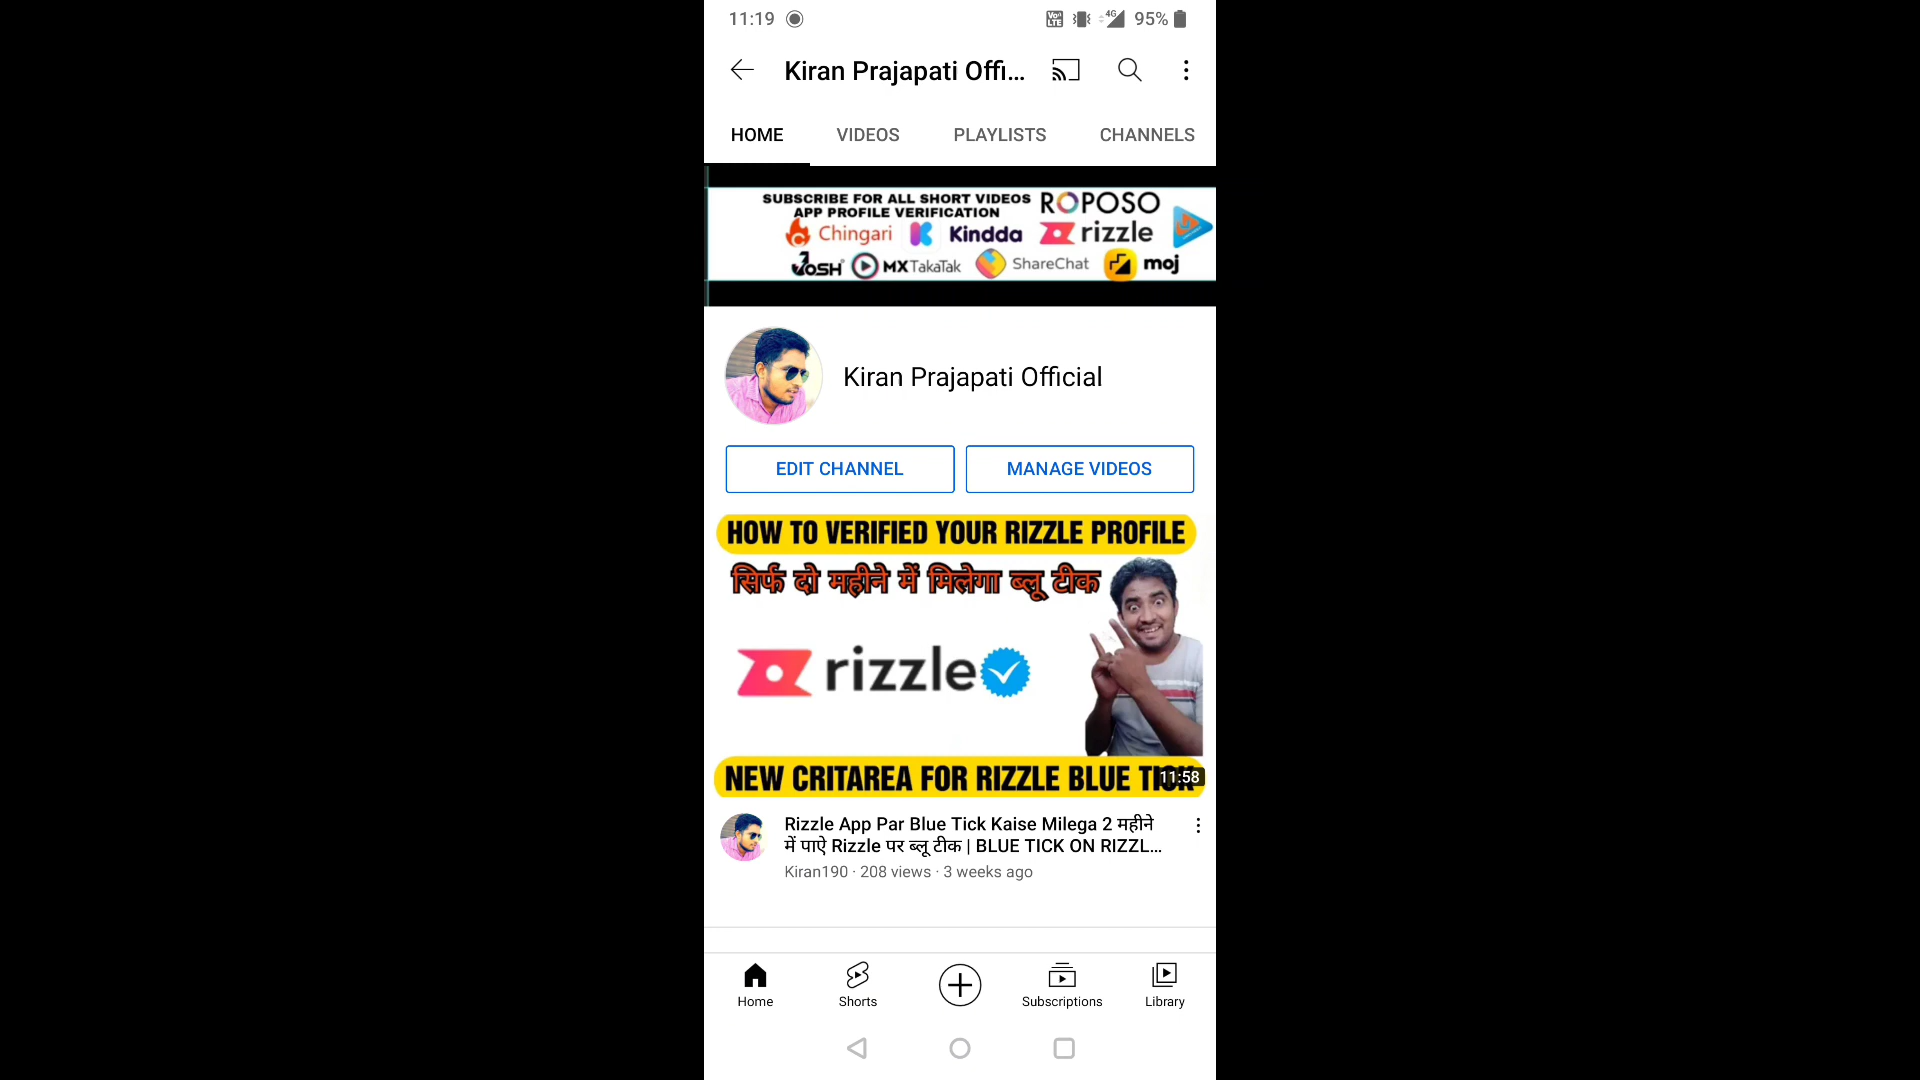 11:19 4G 95%
Kiran Prajapati Offi...
HOME VIDEOS PLAYLISTS CHANNELS
SUBSCRIBE FOR ALL SHORT VIDEOS
APP PROFILE VERIFICATION
ROPOSO
Chingari Kindda rizzle
JOSH MXTakaTak ShareChat moj
Kiran Prajapati Official
EDIT CHANNEL MANAGE VIDEOS
HOW TO VERIFIED YOUR RIZZLE PROFILE
सिर्फ दो महीने में मिलेगा ब्लू टीक
rizzle
NEW CRITAREA FOR RIZZLE BLUE TICK
11:58
Rizzle App Par Blue Tick Kaise Milega 2 महीने
में पाऐ Rizzle पर ब्लू टीक | BLUE TICK ON RIZZL...
Kiran190 · 208 views · 3 weeks ago
Home Shorts Subscriptions Library